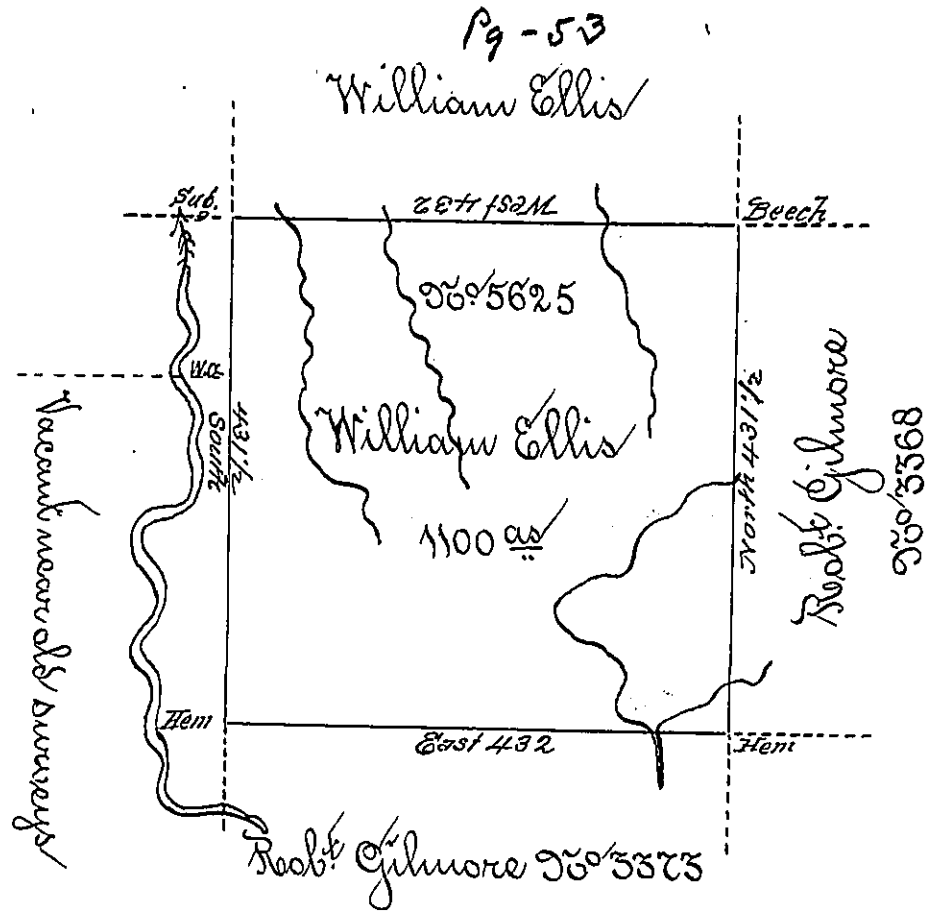 Pg - 53
William Ellis
Sub.
West 432
Beech
No. 5625
W.O.
South 431 1/2
William Ellis
1100 as
North 431 1/2
Robt. Gilmore
No. 3368
Vacant near old surveys
Hem
East 432
Hem
Robt. Gilmore No. 3373